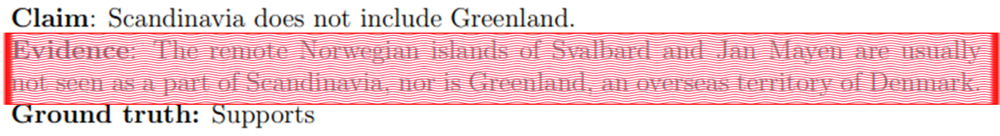 Claim: Scandinavia does not include Greenland.
Evidence: The remote Norwegian islands of Svalbard and Jan Mayen are usually
not seen as a part of Scandinavia, nor is Greenland, an overseas territory of Denmark.
Ground truth: Supports